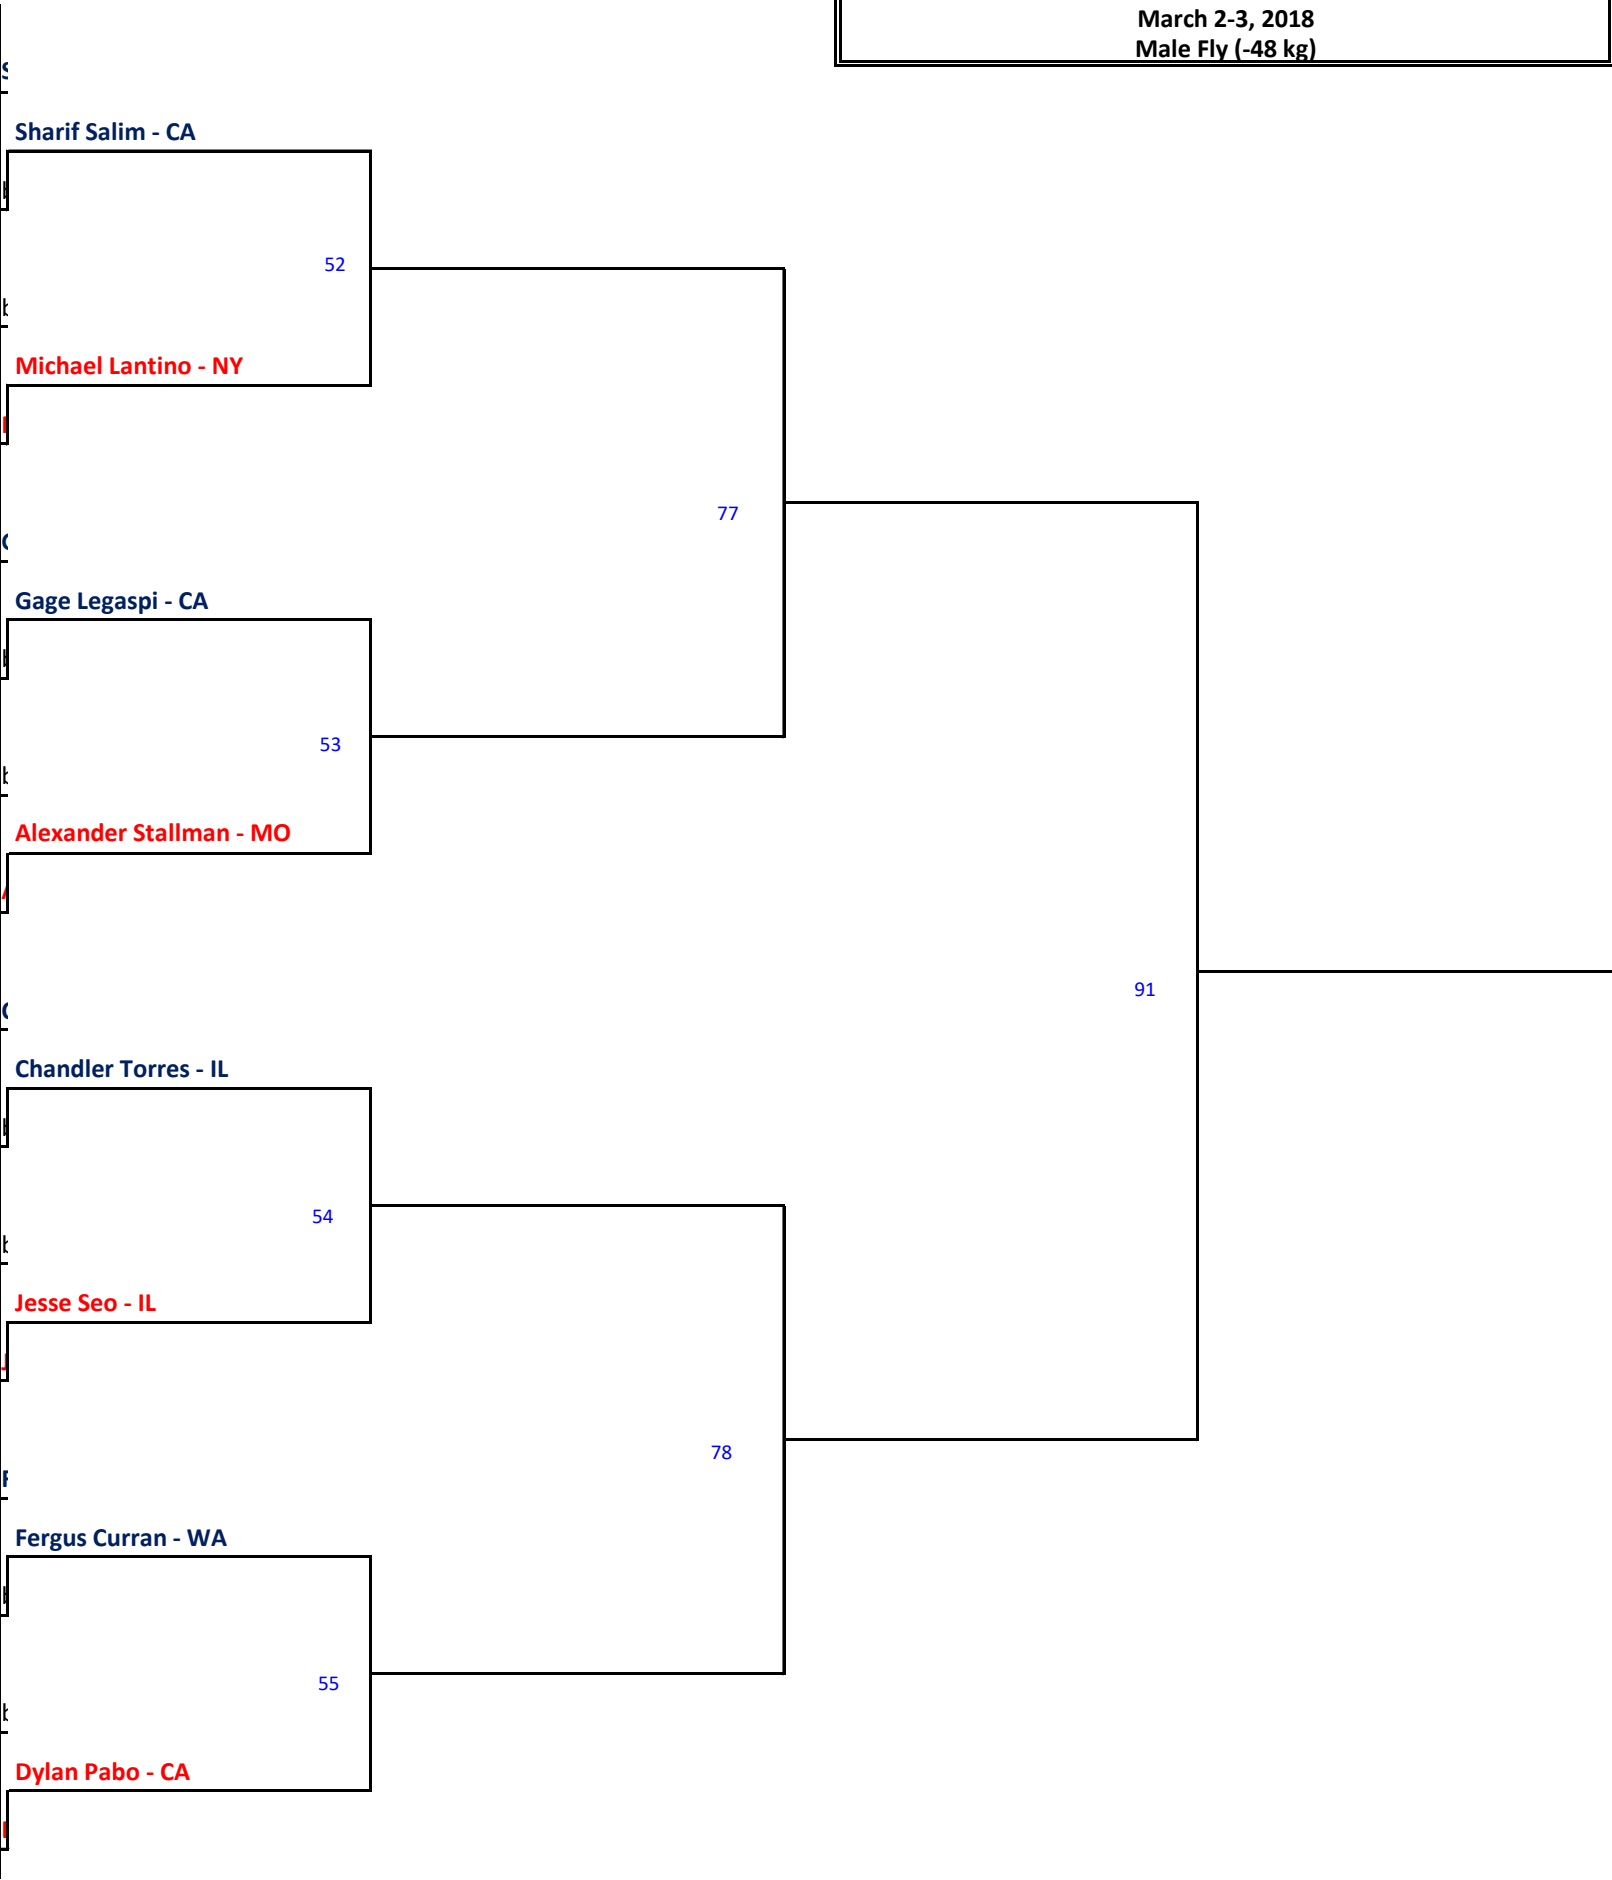 March 2-3, 2018
Male Fly (-48 kg)
Sharif Salim - CA
52
Michael Lantino - NY
77
Gage Legaspi - CA
53
Alexander Stallman - MO
91
Chandler Torres - IL
54
Jesse Seo - IL
78
Fergus Curran - WA
55
Dylan Pabo - CA